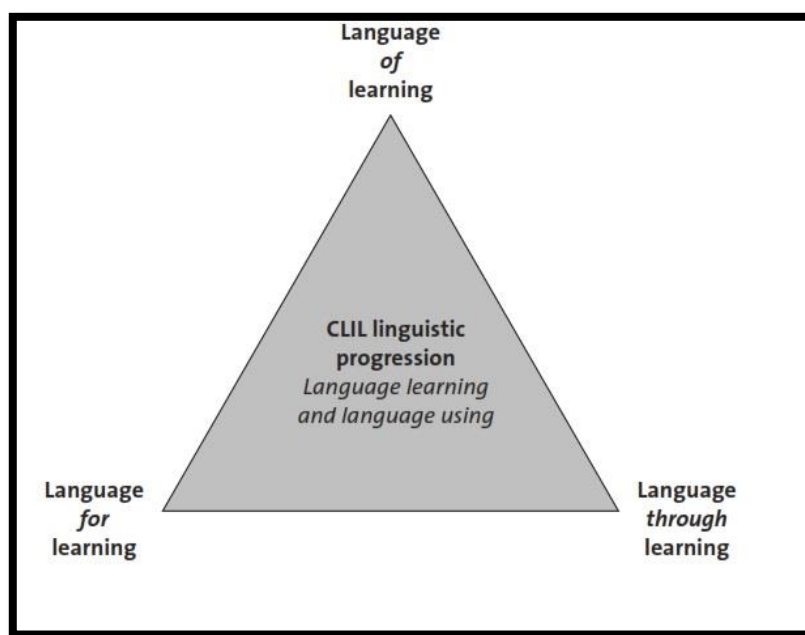 Language
of
learning
CLIL linguistic
progression
Language learning
and language using
Language
for
learning
Language
through
learning